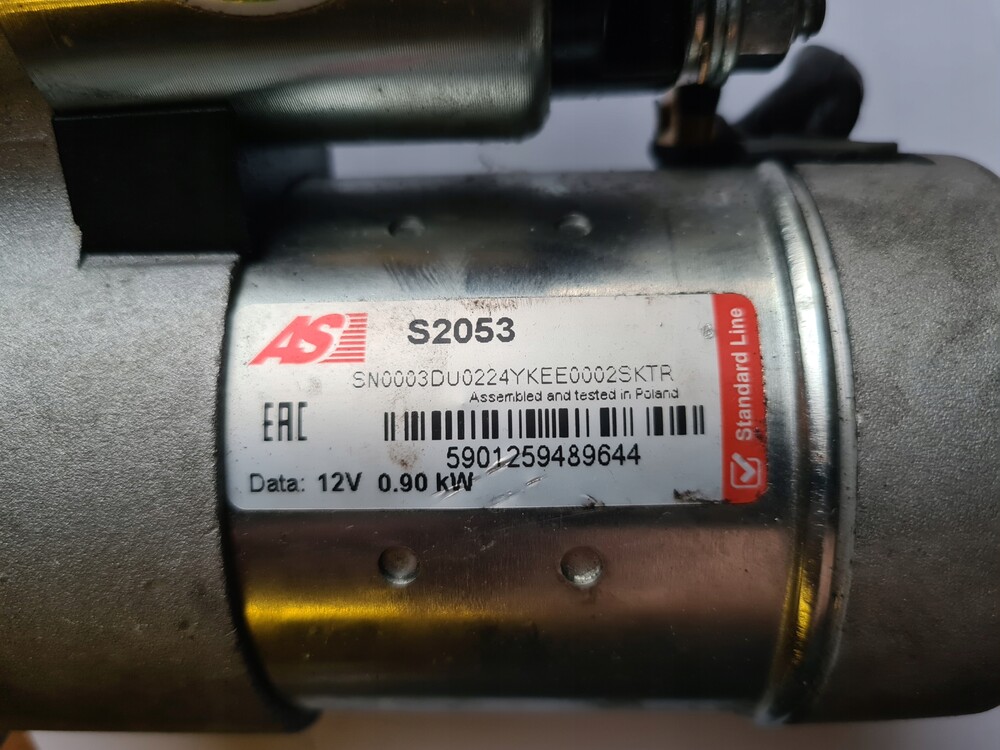 AS
S2053
SN0003DU0224YKEE0002SKTR
Assembled and tested in Poland
EAC
5901259489644
Data: 12V 0.90 kW
Standard Line